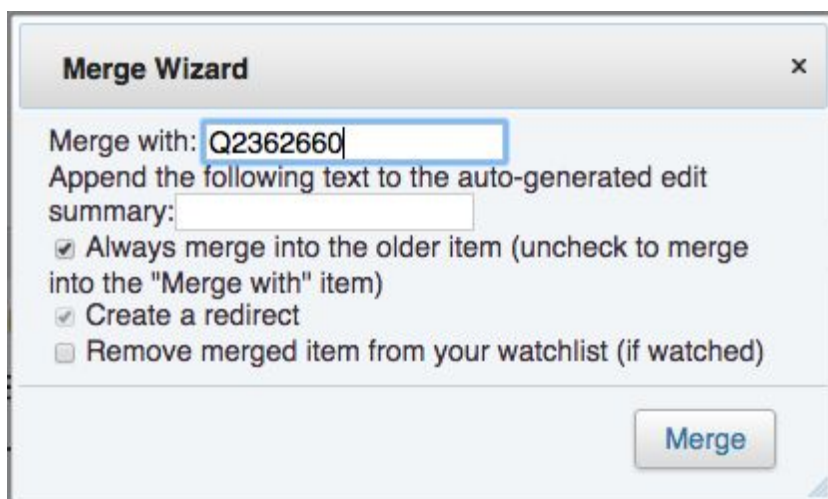 Merge Wizard ×
Merge with: Q2362660
Append the following text to the auto-generated edit
summary:
Always merge into the older item (uncheck to merge
into the "Merge with" item)
Create a redirect
Remove merged item from your watchlist (if watched)
Merge